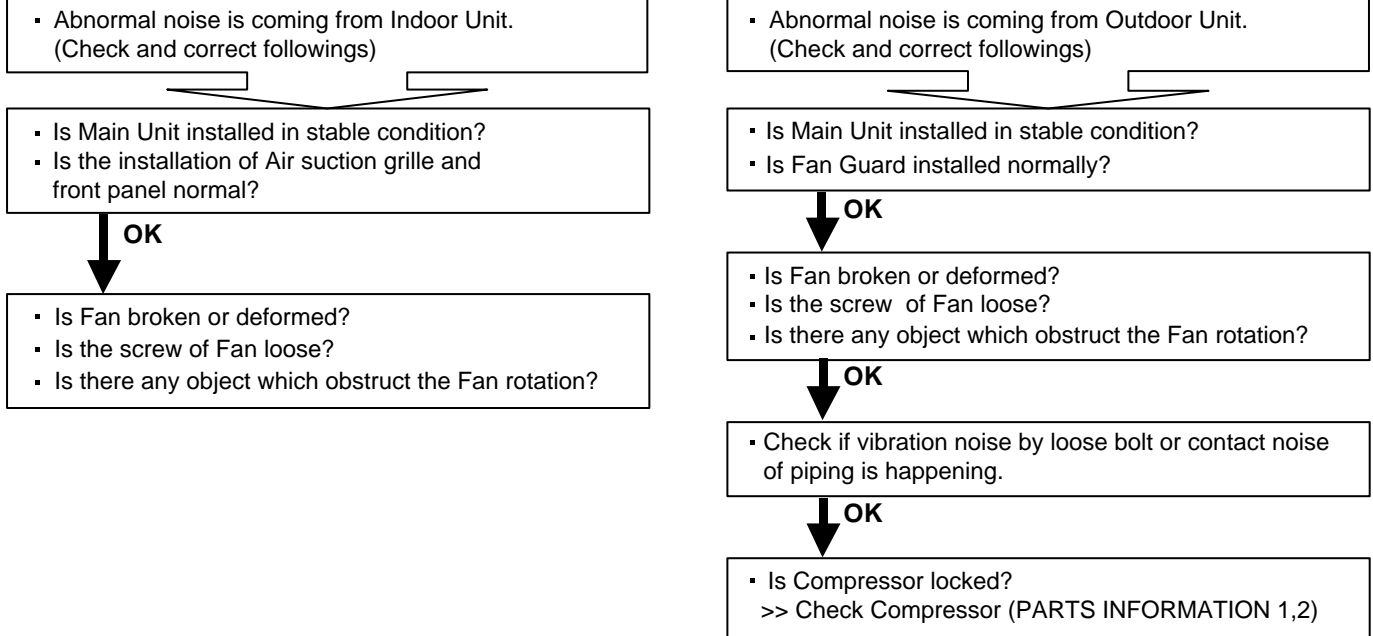 ▪ Abnormal noise is coming from Indoor Unit.
(Check and correct followings)
▪ Is Main Unit installed in stable condition?
▪ Is the installation of Air suction grille and
front panel normal?
OK
▪ Is Fan broken or deformed?
▪ Is the screw of Fan loose?
▪ Is there any object which obstruct the Fan rotation?
▪ Abnormal noise is coming from Outdoor Unit.
(Check and correct followings)
▪ Is Main Unit installed in stable condition?
▪ Is Fan Guard installed normally?
OK
▪ Is Fan broken or deformed?
▪ Is the screw of Fan loose?
▪ Is there any object which obstruct the Fan rotation?
OK
▪ Check if vibration noise by loose bolt or contact noise
of piping is happening.
OK
▪ Is Compressor locked?
>> Check Compressor (PARTS INFORMATION 1,2)